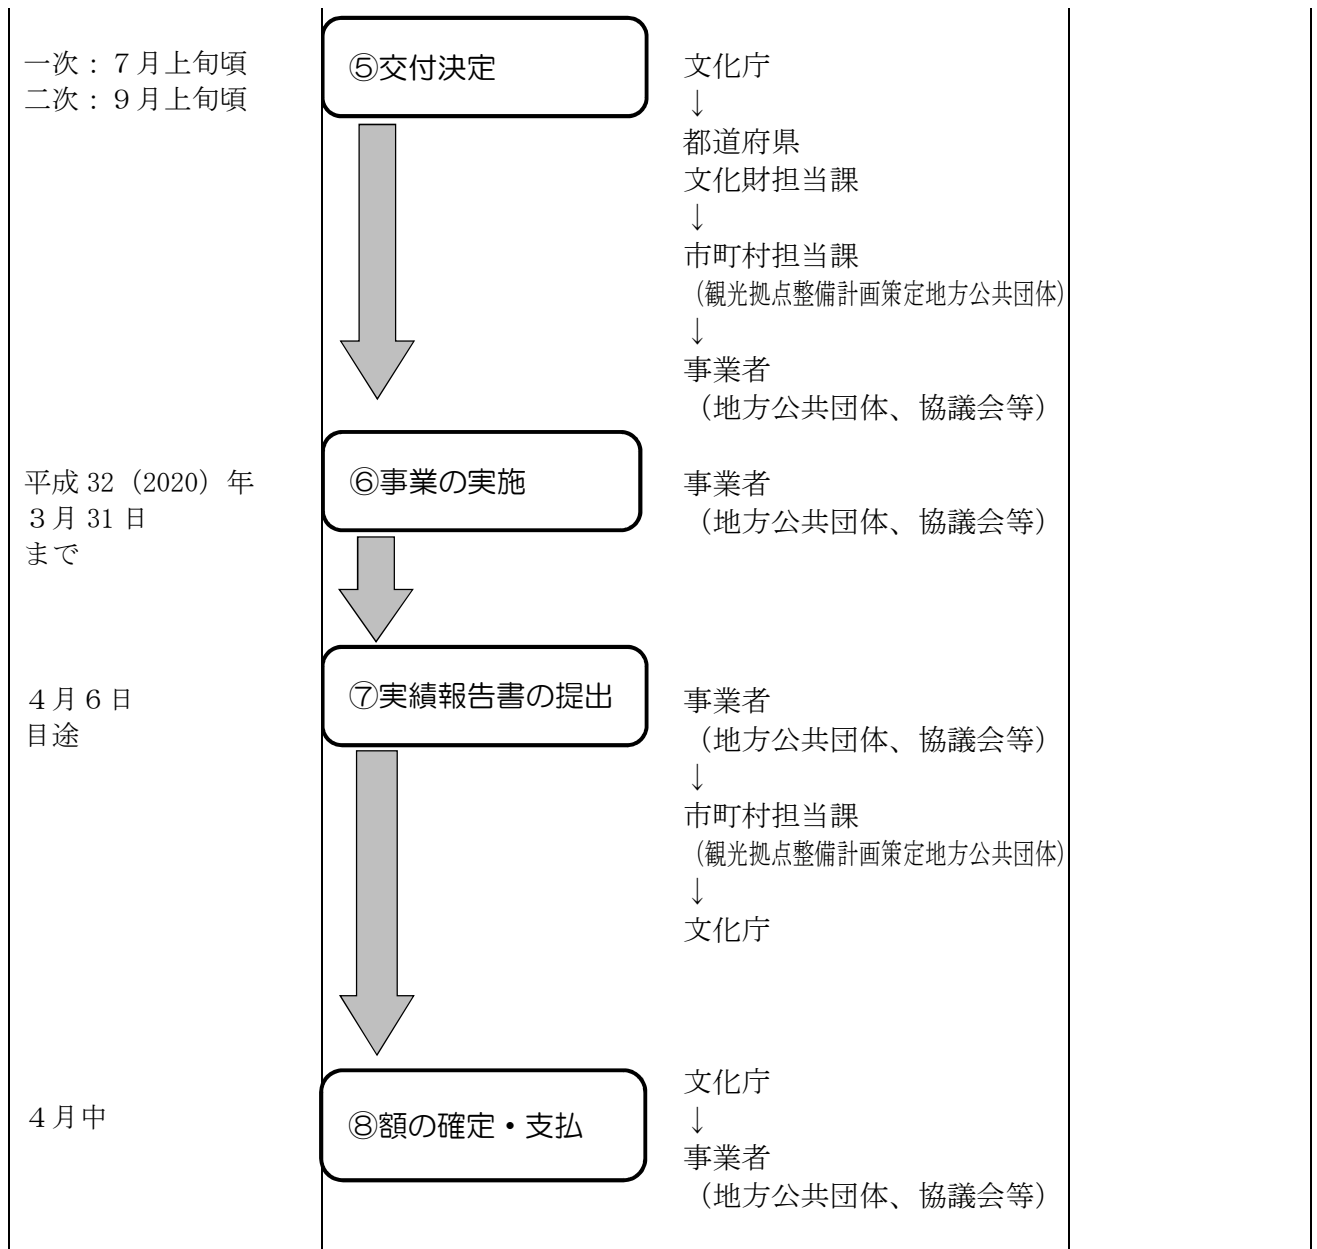 一次：７月上旬頃
二次：９月上旬頃
⑤交付決定
文化庁
↓
都道府県
文化財担当課
↓
市町村担当課
（観光拠点整備計画策定地方公共団体）
↓
事業者
（地方公共団体、協議会等）
平成 32（2020）年
３月 31 日
まで
⑥事業の実施
事業者
（地方公共団体、協議会等）
４月６日
目途
⑦実績報告書の提出
事業者
（地方公共団体、協議会等）
↓
市町村担当課
（観光拠点整備計画策定地方公共団体）
↓
文化庁
４月中
⑧額の確定・支払
文化庁
↓
事業者
（地方公共団体、協議会等）